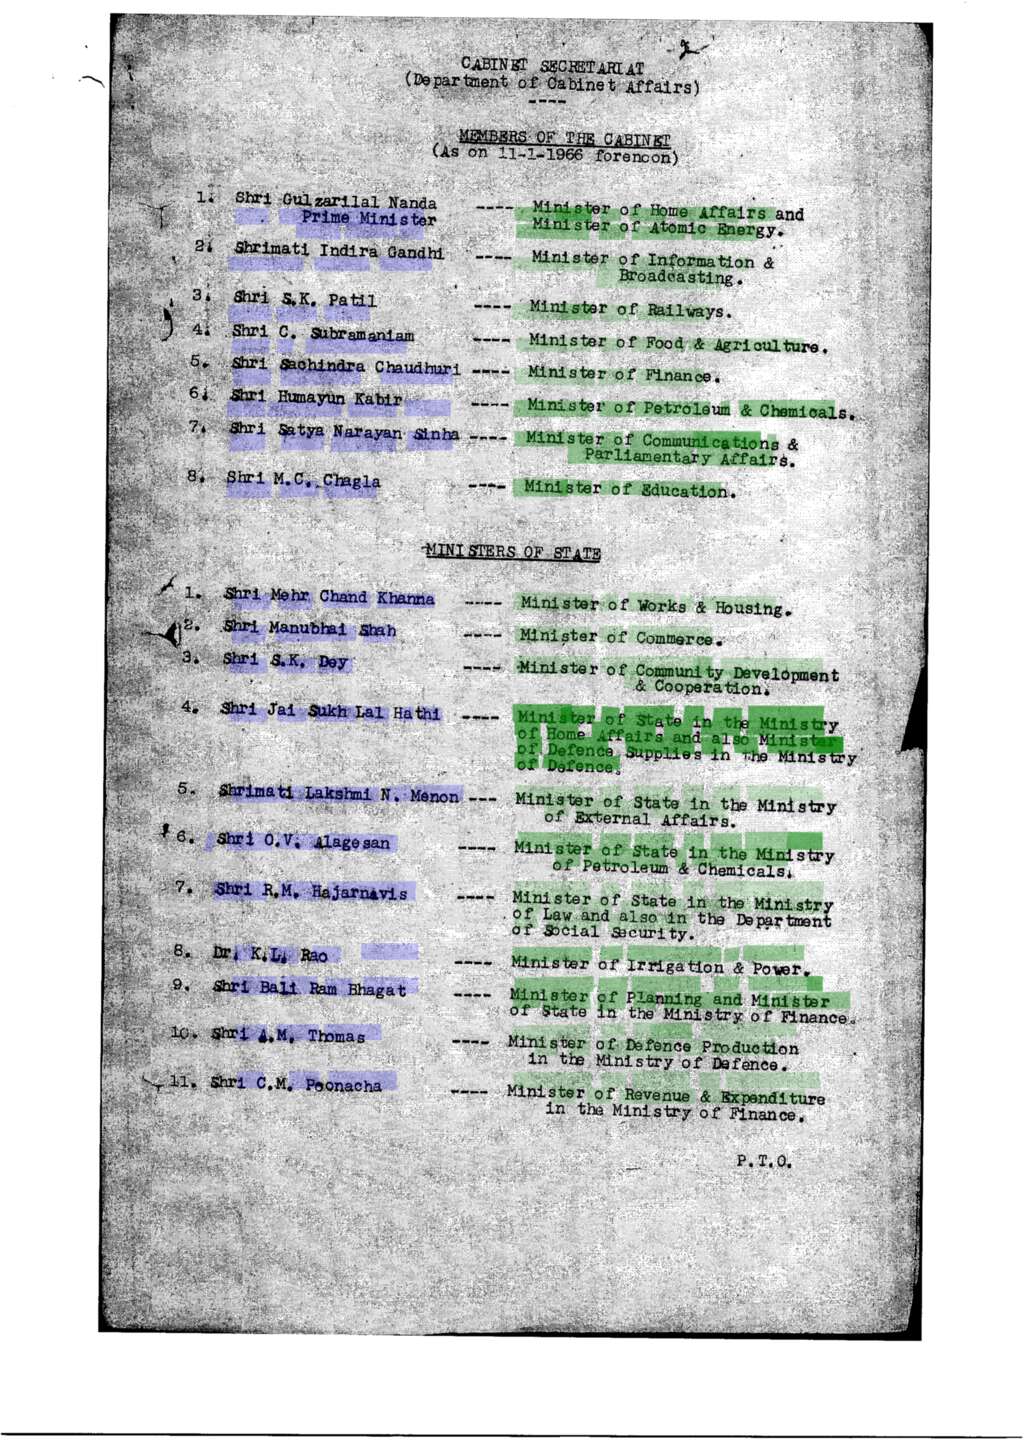 CABINET SECRETARIAT
(Department of Cabinet Affairs)
----
MEMBERS OF THE CABINET
(As on 11-1-1966 forenoon)
1. Shri Gulzarilal Nanda ---- Minister of Home Affairs and
Prime Minister Minister of Atomic Energy.
2. Shrimati Indira Gandhi ---- Minister of Information &
Broadcasting.
3. Shri S.K. Patil ---- Minister of Railways.
4. Shri C. Subramaniam ---- Minister of Food & Agriculture.
5. Shri Sachindra Chaudhuri ---- Minister of Finance.
6. Shri Humayun Kabir ---- Minister of Petroleum & Chemicals.
7. Shri Satya Narayan Sinha ---- Minister of Communications &
Parliamentary Affairs.
8. Shri M.C. Chagla ---- Minister of Education.
MINISTERS OF STATE
1. Shri Mehr Chand Khanna ---- Minister of Works & Housing.
2. Shri Manubhai Shah ---- Minister of Commerce.
3. Shri S.K. Dey ---- Minister of Community Development
& Cooperation.
4. Shri Jai Sukh Lal Hathi ---- Minister of State in the Ministry
of Home Affairs and also Minister
of Defence Supplies in the Ministry
of Defence.
5. Shrimati Lakshmi N. Menon --- Minister of State in the Ministry
of External Affairs.
6. Shri O.V. Alagesan ---- Minister of State in the Ministry
of Petroleum & Chemicals.
7. Shri R.M. Hajarnavis ---- Minister of State in the Ministry
of Law and also in the Department
of Social Security.
8. Dr. K.L. Rao ---- Minister of Irrigation & Power.
9. Shri Bali Ram Bhagat ---- Minister of Planning and Minister
of State in the Ministry of Finance.
10. Shri A.M. Thomas ---- Minister of Defence Production
in the Ministry of Defence.
11. Shri C.M. Poonacha ---- Minister of Revenue & Expenditure
in the Ministry of Finance.
P.T.O.